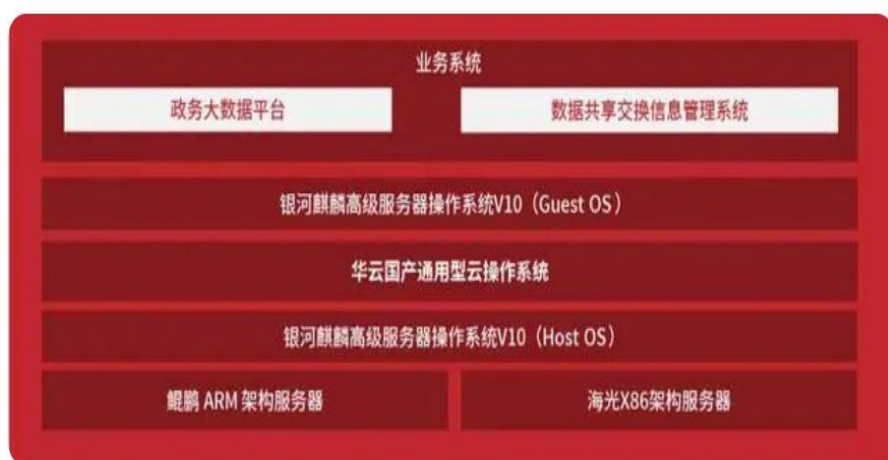 业务系统
政务大数据平台
数据共享交换信息管理系统
银河麒麟高级服务器操作系统V10（Guest OS）
华云国产通用型云操作系统
银河麒麟高级服务器操作系统V10（Host OS）
鲲鹏 ARM 架构服务器
海光X86架构服务器